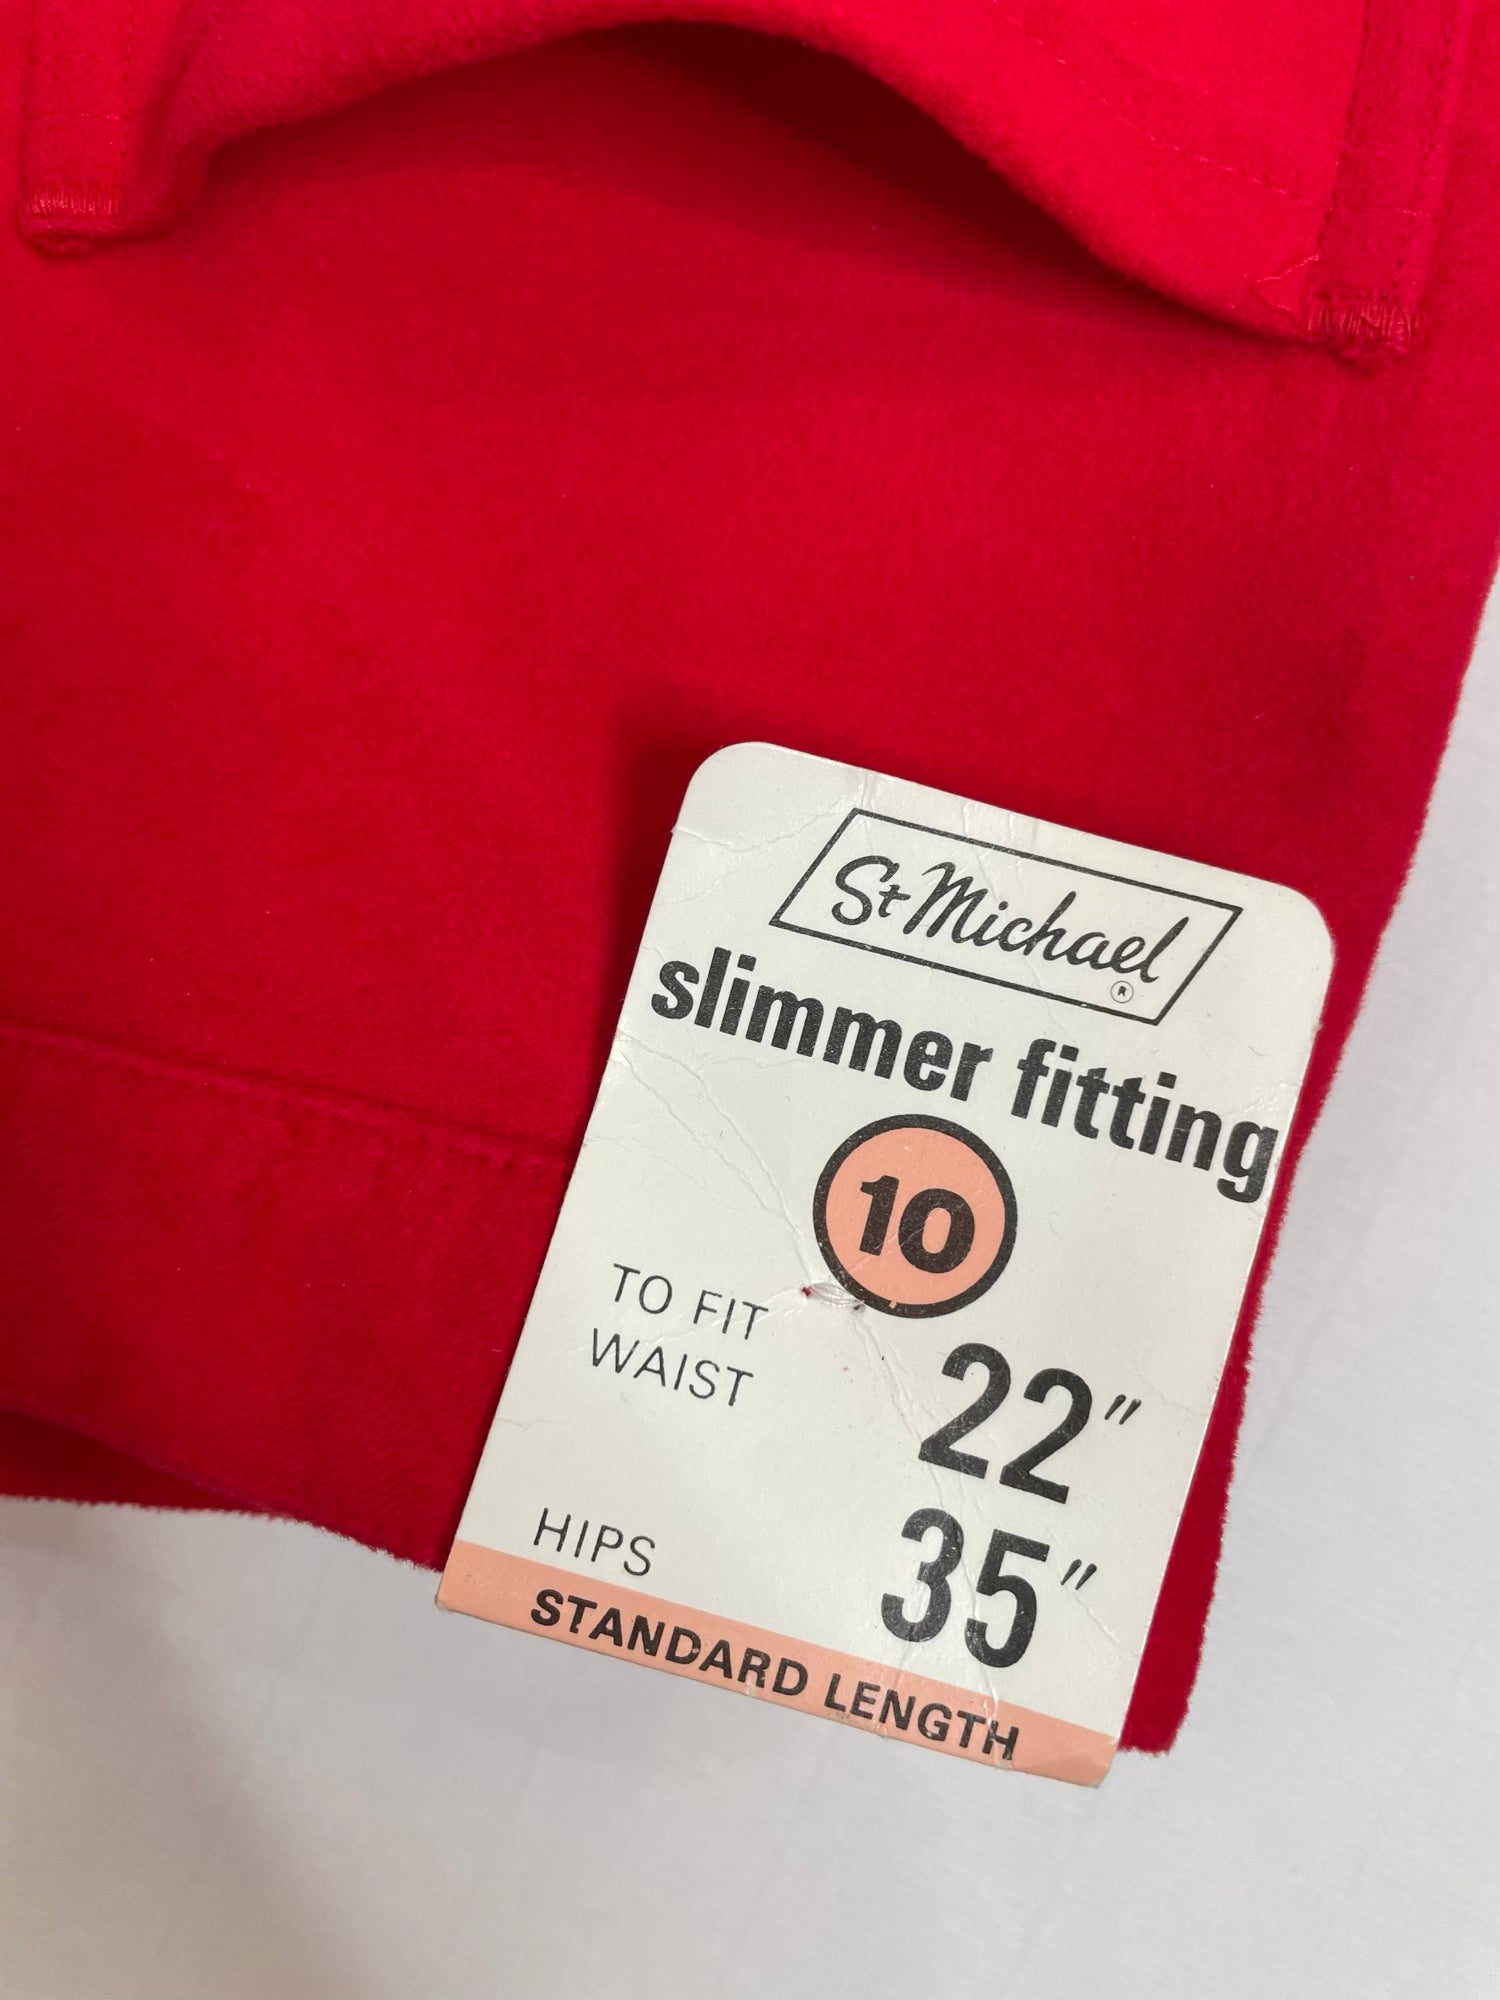 St Michael®
slimmer fitting
10
TO FIT
WAIST 22"
HIPS 35"
STANDARD LENGTH